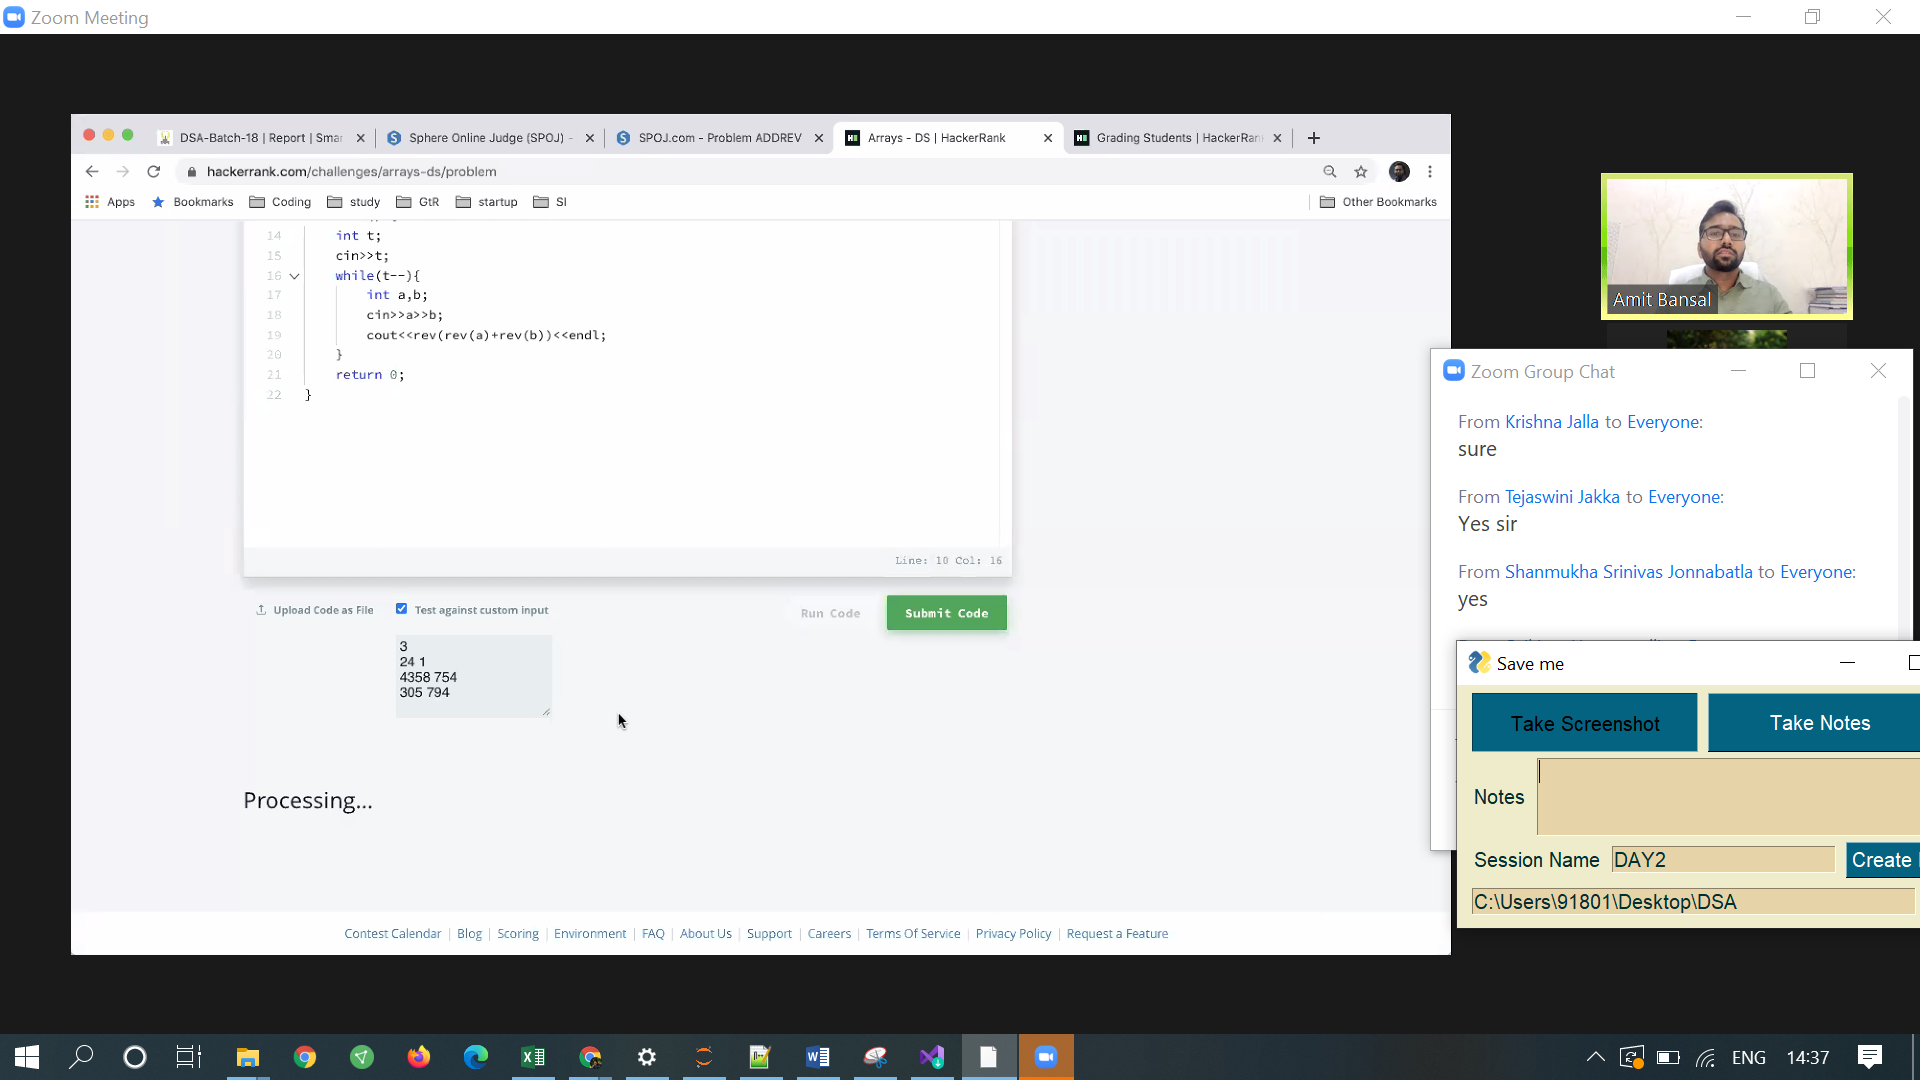 Zoom Meeting
DSA-Batch-18 | Report | Smar
Sphere Online Judge (SPOJ) -
SPOJ.com - Problem ADDREV
Arrays - DS | HackerRank
Grading Students | HackerRan
hackerrank.com/challenges/arrays-ds/problem
Apps
Bookmarks
Coding
study
GtR
startup
SI
Other Bookmarks
14 int t;
15 cin>>t;
16 while(t--){
17 int a,b;
18 cin>>a>>b;
19 cout<<rev(rev(a)+rev(b))<<endl;
20 }
21 return 0;
22 }
Line: 10 Col: 16
Upload Code as File
Test against custom input
Run Code
Submit Code
3
24 1
4358 754
305 794
Processing...
Contest Calendar | Blog | Scoring | Environment | FAQ | About Us | Support | Careers | Terms Of Service | Privacy Policy | Request a Feature
Amit Bansal
Zoom Group Chat
From Krishna Jalla to Everyone:
sure
From Tejaswini Jakka to Everyone:
Yes sir
From Shanmukha Srinivas Jonnabatla to Everyone:
yes
Save me
Take Screenshot
Take Notes
Notes
Session Name
DAY2
Create
C:\Users\91801\Desktop\DSA
ENG
14:37